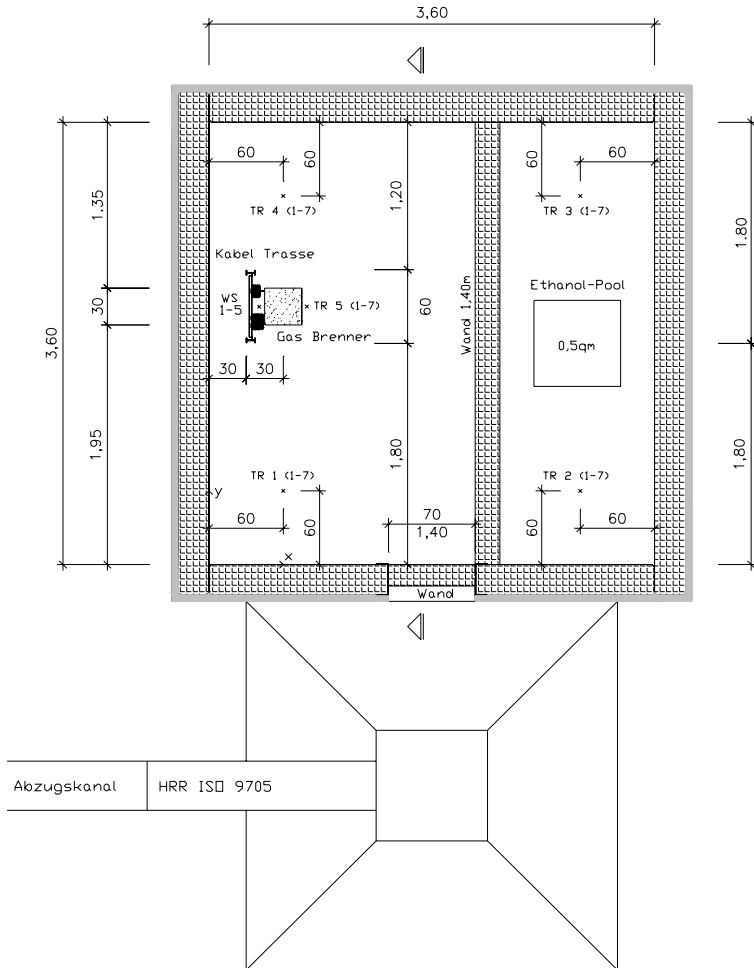 3,60
60
60
1,20
60
60
TR 4 (1-7)
TR 3 (1-7)
1.35
1.80
Kabel Trasse
Ethanol-Pool
WS
1-5
TR 5 (1-7)
30
3,60
60
Wand 1,40m
Gas Brenner
0,5qm
30
30
1,95
1,80
1,80
TR 1 (1-7)
TR 2 (1-7)
y
60
60
70
1,40
60
60
x
Wand
Abzugskanal
HRR ISO 9705